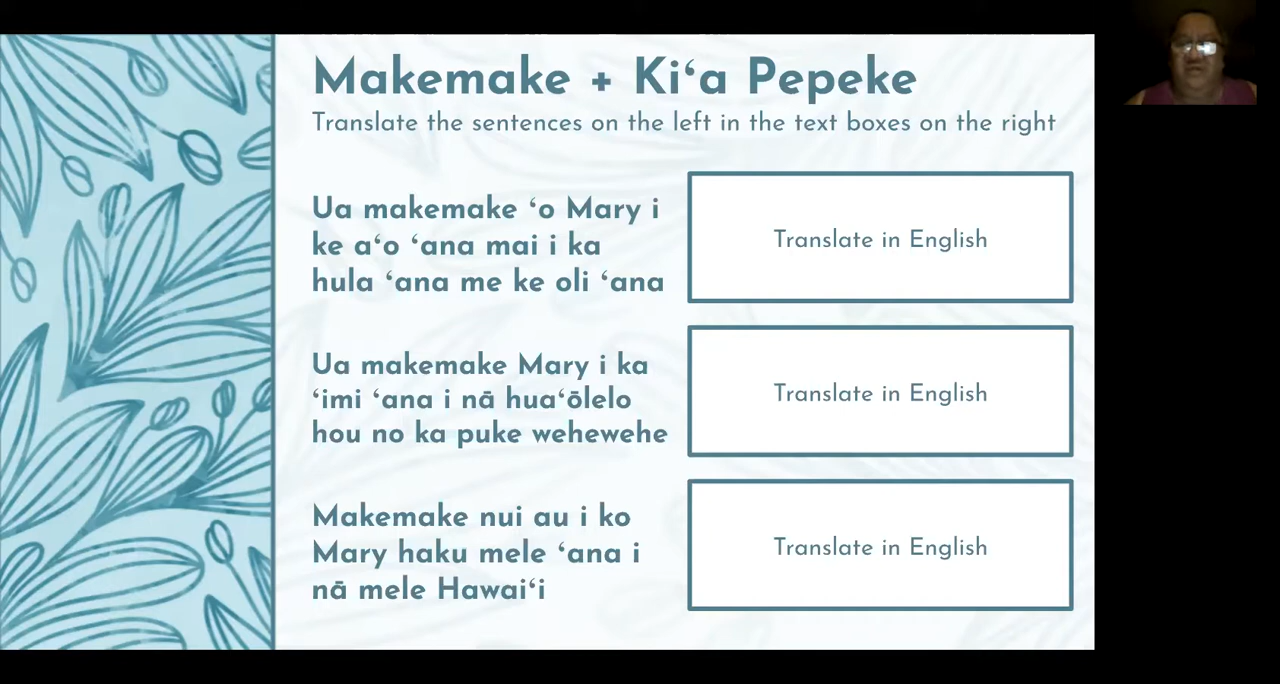 Makemake + Kiʻa Pepeke
Translate the sentences on the left in the text boxes on the right
Ua makemake ʻo Mary i
ke aʻo ʻana mai i ka
hula ʻana me ke oli ʻana
Translate in English
Ua makemake Mary i ka
ʻimi ʻana i nā huaʻōlelo
hou no ka puke wehewehe
Translate in English
Makemake nui au i ko
Mary haku mele ʻana i
nā mele Hawaiʻi
Translate in English